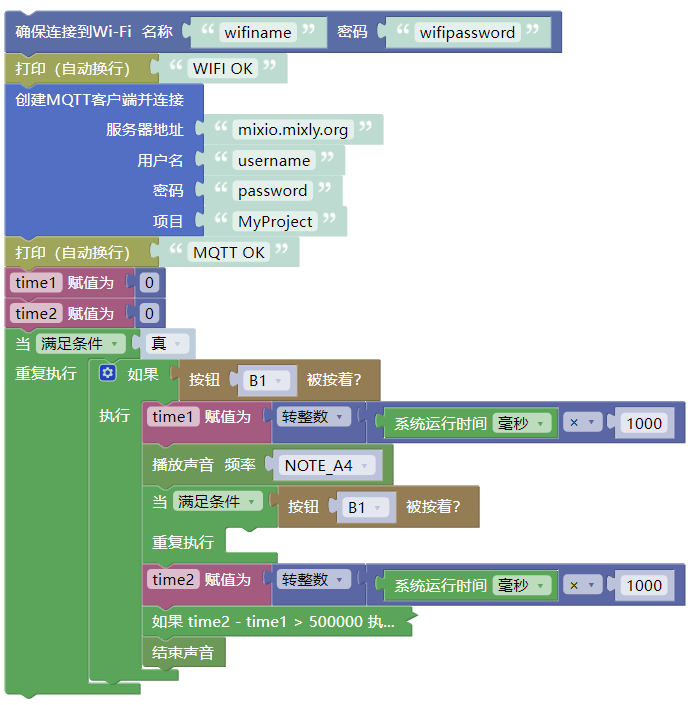 确保连接到Wi-Fi 名称 “ wifiname ” 密码 “ wifipassword ”
打印（自动换行） “ WIFI OK ”
创建MQTT客户端并连接
服务器地址 “ mixio.mixly.org ”
用户名 “ username ”
密码 “ password ”
项目 “ MyProject ”
打印（自动换行） “ MQTT OK ”
time1 赋值为 0
time2 赋值为 0
当 满足条件 真
重复执行 如果 按钮 B1 被按着?
执行 time1 赋值为 转整数 系统运行时间 毫秒 × 1000
播放声音 频率 NOTE_A4
当 满足条件 按钮 B1 被按着?
重复执行
time2 赋值为 转整数 系统运行时间 毫秒 × 1000
如果 time2 - time1 > 500000 执...
结束声音